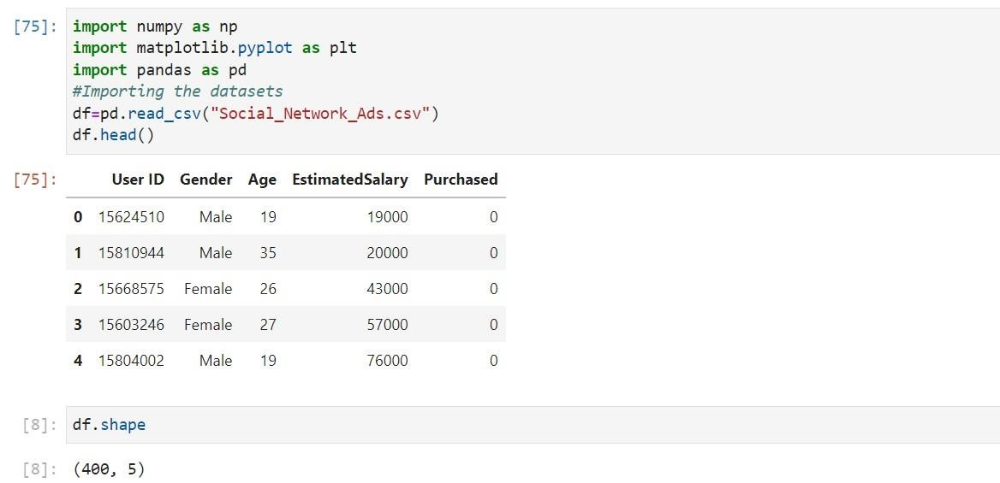 [75]: import numpy as np
import matplotlib.pyplot as plt
import pandas as pd
#Importing the datasets
df=pd.read_csv("Social_Network_Ads.csv")
df.head()
[75]: User ID Gender Age EstimatedSalary Purchased
0 15624510 Male 19 19000 0
1 15810944 Male 35 20000 0
2 15668575 Female 26 43000 0
3 15603246 Female 27 57000 0
4 15804002 Male 19 76000 0
[8]: df.shape
[8]: (400, 5)